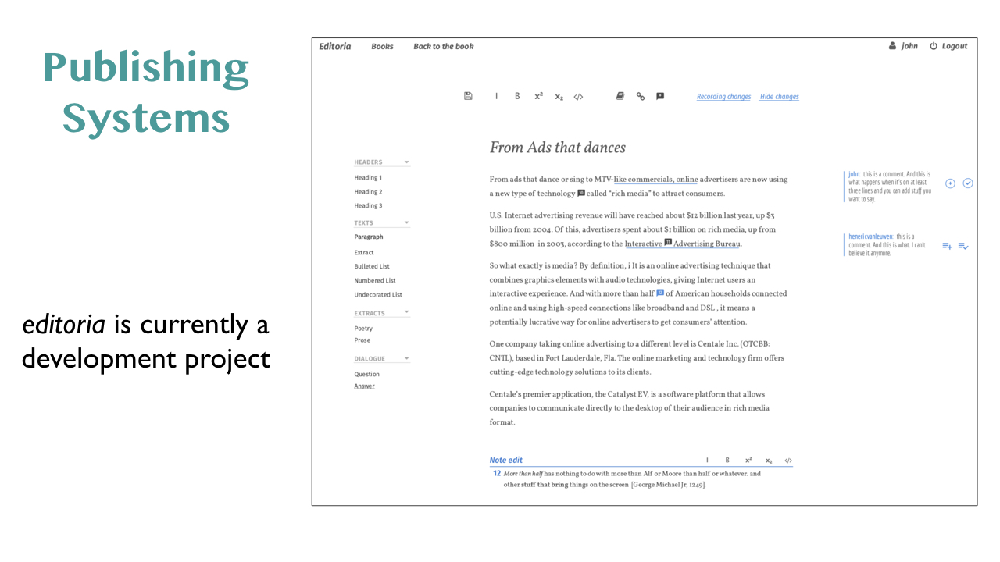 Publishing
Systems
editoria is currently a
development project
Editoria Books Back to the book john Logout
I B x² x₂ </> Recording changes Hide changes
HEADERS
Heading 1
Heading 2
Heading 3
TEXTS
Paragraph
Extract
Bulleted List
Numbered List
Undecorated List
EXTRACTS
Poetry
Prose
DIALOGUE
Question
Answer
From Ads that dances
From ads that dance or sing to MTV-like commercials, online advertisers are now using
a new type of technology 10 called “rich media” to attract consumers.
U.S. Internet advertising revenue will have reached about $12 billion last year, up $3
billion from 2004. Of this, advertisers spent about $1 billion on rich media, up from
$800 million in 2003, according to the Interactive 11 Advertising Bureau.
So what exactly is media? By definition, i It is an online advertising technique that
combines graphics elements with audio technologies, giving Internet users an
interactive experience. And with more than half 12 of American households connected
online and using high-speed connections like broadband and DSL , it means a
potentially lucrative way for online advertisers to get consumers’ attention.
One company taking online advertising to a different level is Centale Inc. (OTCBB:
CNTL), based in Fort Lauderdale, Fla. The online marketing and technology firm offers
cutting-edge technology solutions to its clients.
Centale’s premier application, the Catalyst EV, is a software platform that allows
companies to communicate directly to the desktop of their audience in rich media
format.
Note edit I B x² x₂ </>
12 More than half has nothing to do with more than Alf or Moore than half or whatever. and
other stuff that bring things on the screen [George Michael Jr, 1249].
john: this is a comment. And this is
what happens when it’s on at least
three lines and you can add stuff you
want to say.
henericvanleuwen: this is a
comment. And this is what. I can’t
believe it anymore.